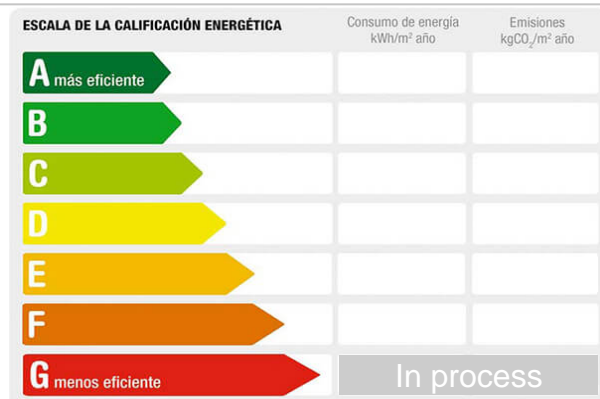 ESCALA DE LA CALIFICACIÓN ENERGÉTICA
Consumo de energía
kWh/m² año
Emisiones
kgCO₂/m² año
A más eficiente
B
C
D
E
F
G menos eficiente
In process